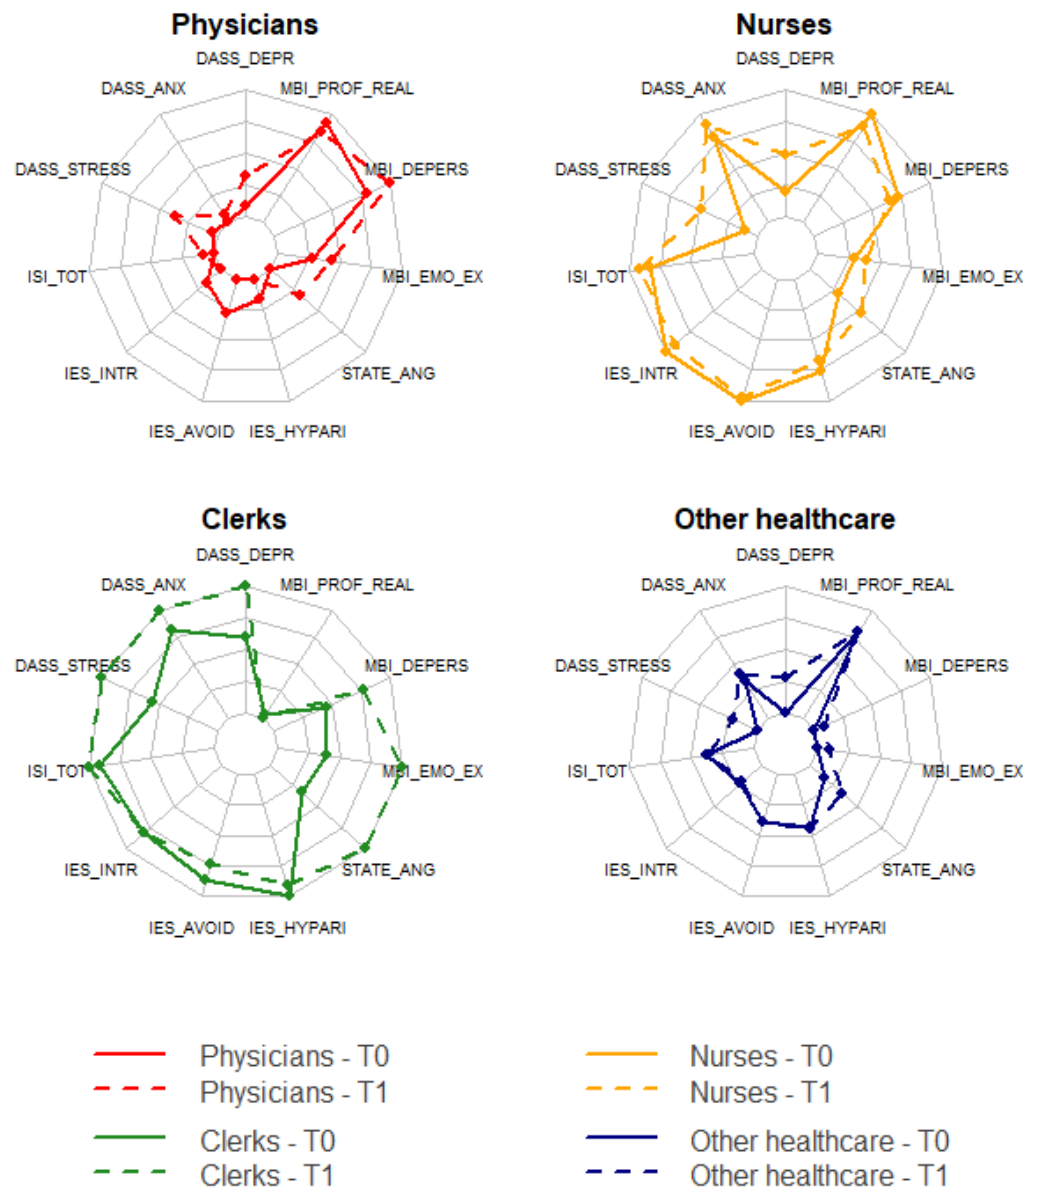 Physicians
DASS_DEPR
DASS_ANX
MBI_PROF_REAL
DASS_STRESS
MBI_DEPERS
ISI_TOT
MBI_EMO_EX
IES_INTR
STATE_ANG
IES_AVOID
IES_HYPARI
Nurses
DASS_DEPR
DASS_ANX
MBI_PROF_REAL
DASS_STRESS
MBI_DEPERS
ISI_TOT
MBI_EMO_EX
IES_INTR
STATE_ANG
IES_AVOID
IES_HYPARI
Clerks
DASS_DEPR
DASS_ANX
MBI_PROF_REAL
DASS_STRESS
MBI_DEPERS
ISI_TOT
MBI_EMO_EX
IES_INTR
STATE_ANG
IES_AVOID
IES_HYPARI
Other healthcare
DASS_DEPR
DASS_ANX
MBI_PROF_REAL
DASS_STRESS
MBI_DEPERS
ISI_TOT
MBI_EMO_EX
IES_INTR
STATE_ANG
IES_AVOID
IES_HYPARI
Physicians - T0
Physicians - T1
Clerks - T0
Clerks - T1
Nurses - T0
Nurses - T1
Other healthcare - T0
Other healthcare - T1